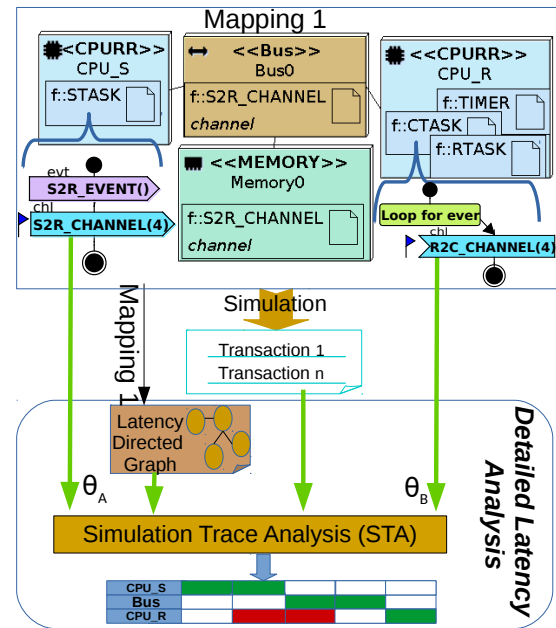 Mapping 1
<<CPURR>>
CPU_S
f::STASK
<<Bus>>
Bus0
f::S2R_CHANNEL
channel
<<CPURR>>
CPU_R
f::TIMER
f::CTASK
f::RTASK
<<MEMORY>>
Memory0
f::S2R_CHANNEL
channel
evt
S2R_EVENT()
chl
S2R_CHANNEL(4)
Loop for ever
chl
R2C_CHANNEL(4)
Mapping 1
Simulation
Transaction 1
Transaction n
Latency
Directed
Graph
Detailed Latency
Analysis
θA
θB
Simulation Trace Analysis (STA)
CPU_S
Bus
CPU_R